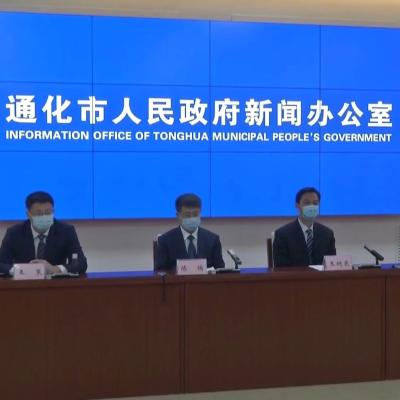 通化市人民政府新闻办公室
INFORMATION OFFICE OF TONGHUA MUNICIPAL PEOPLE'S GOVERNMENT